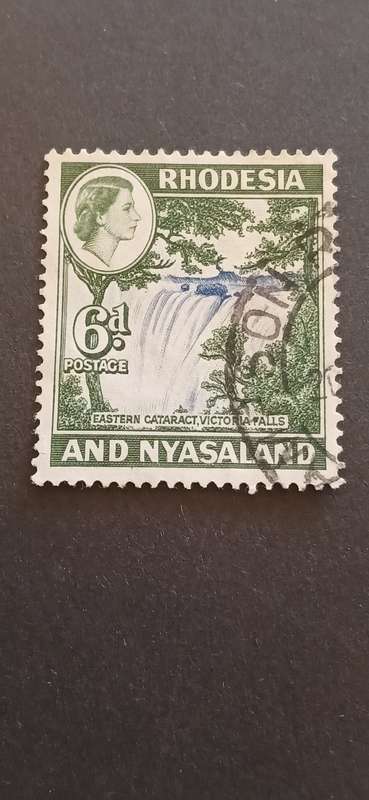 RHODESIA
6d.
POSTAGE
EASTERN CATARACT, VICTORIA FALLS
AND NYASALAND